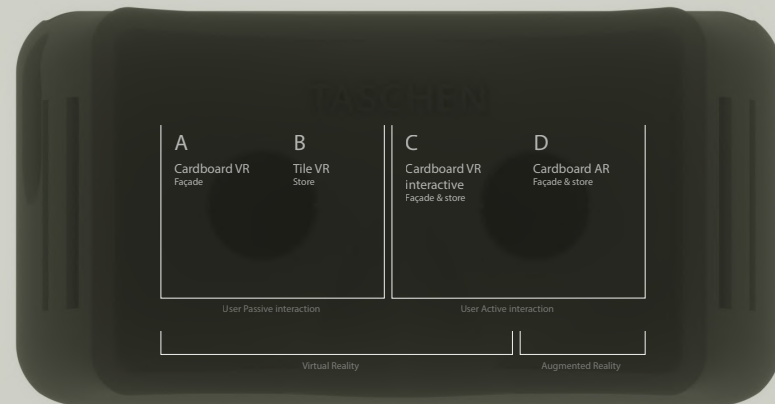 TASCHEN
A
Cardboard VR
Façade
B
Tile VR
Store
C
Cardboard VR
interactive
Façade & store
D
Cardboard AR
Façade & store
User Passive interaction
User Active interaction
Virtual Reality
Augmented Reality